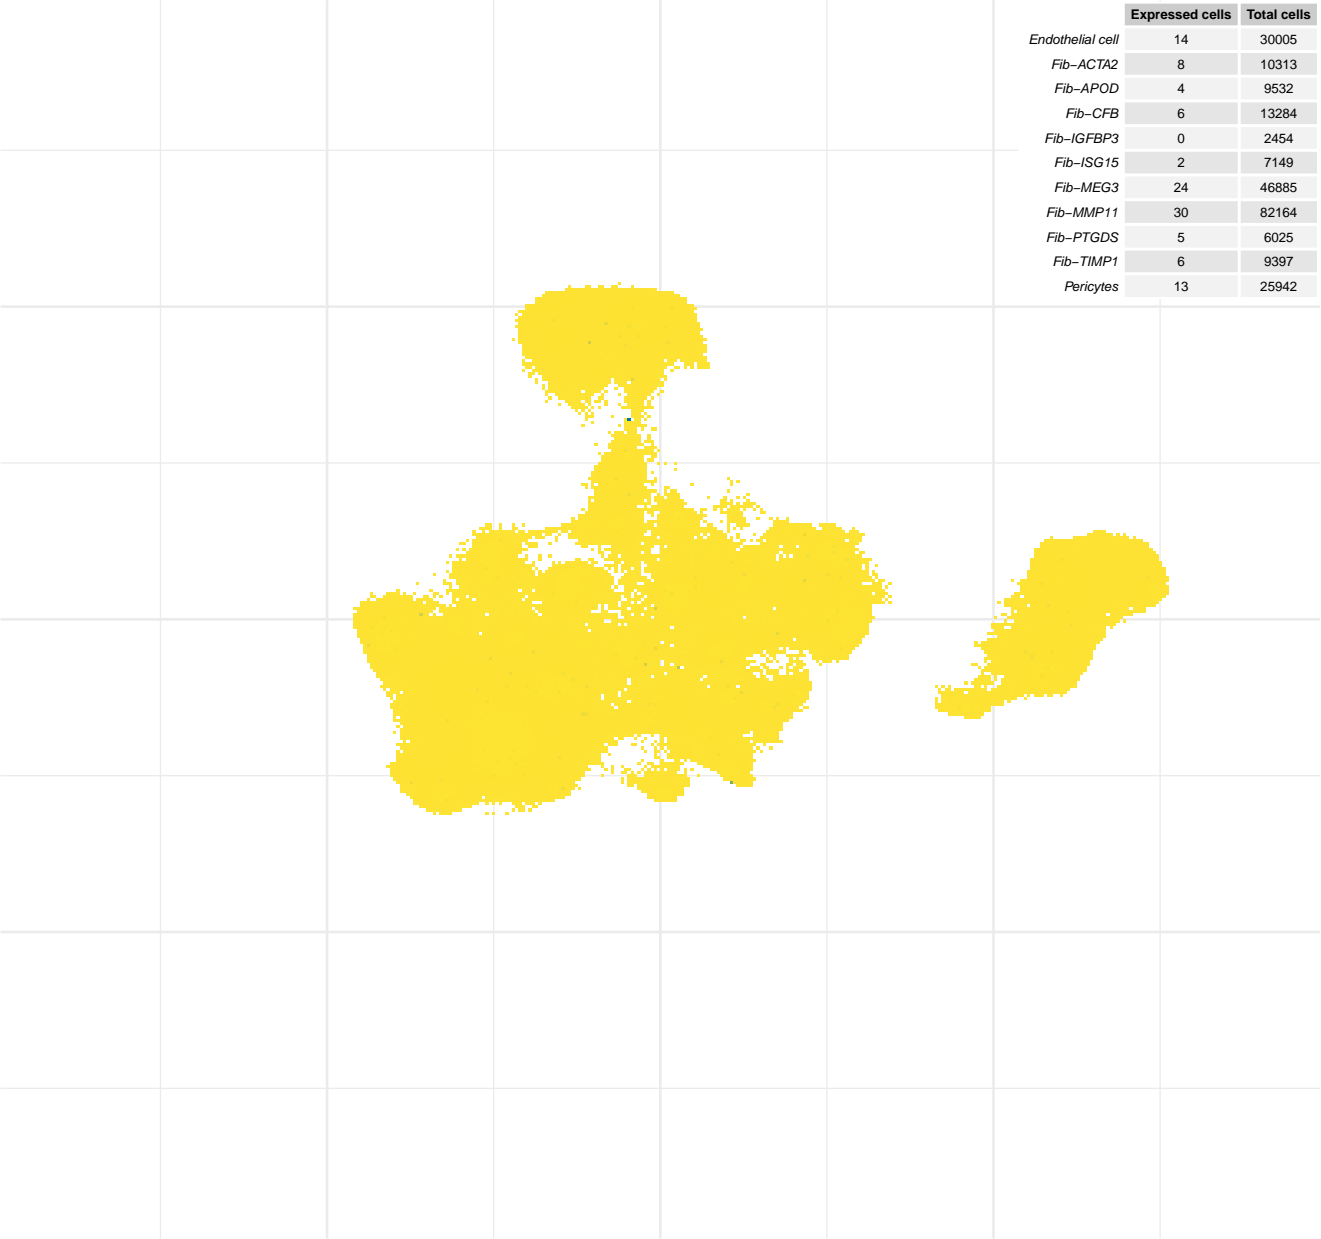 Expressed cells Total cells
Endothelial cell 14 30005
Fib−ACTA2 8 10313
Fib−APOD 4 9532
Fib−CFB 6 13284
Fib−IGFBP3 0 2454
Fib−ISG15 2 7149
Fib−MEG3 24 46885
Fib−MMP11 30 82164
Fib−PTGDS 5 6025
Fib−TIMP1 6 9397
Pericytes 13 25942